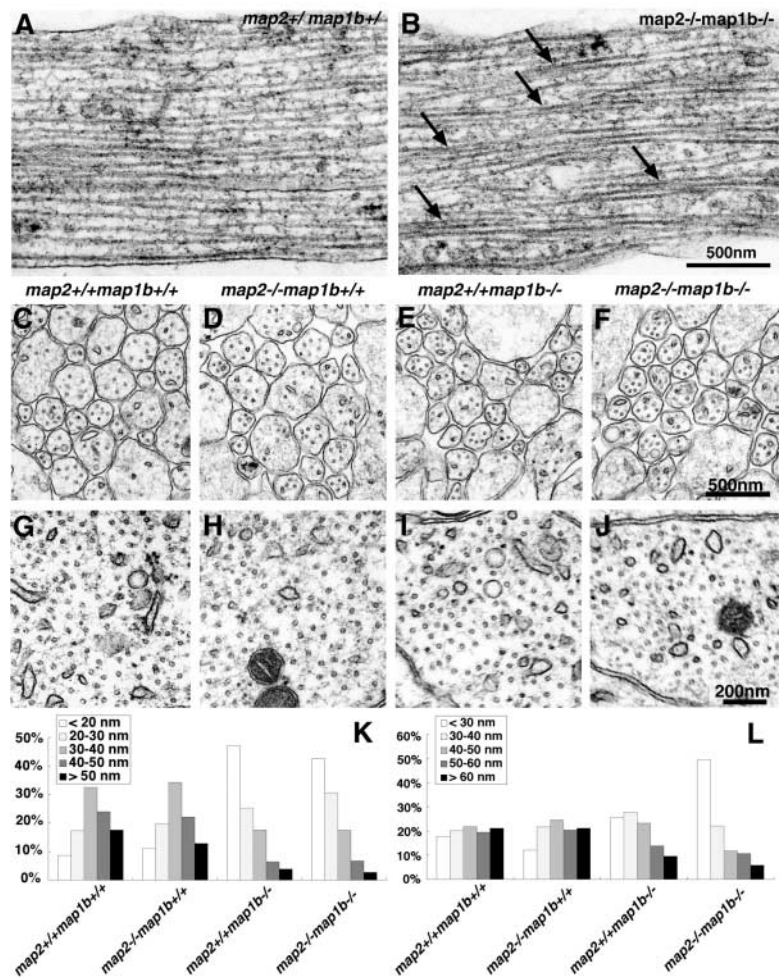 A
map2+/ map1b+/
B
map2-/-map1b-/-
500nm
map2+/+map1b+/+
map2-/-map1b+/+
map2+/+map1b-/-
map2-/-map1b-/-
C
D
E
F
500nm
G
H
I
J
200nm
K
< 20 nm
20-30 nm
30-40 nm
40-50 nm
> 50 nm
50%
40%
30%
20%
10%
0%
map2+/+map1b+/+
map2-/-map1b+/+
map2+/+map1b-/-
map2-/-map1b-/-
L
< 30 nm
30-40 nm
40-50 nm
50-60 nm
> 60 nm
60%
50%
40%
30%
20%
10%
0%
map2+/+map1b+/+
map2-/-map1b+/+
map2+/+map1b-/-
map2-/-map1b-/-